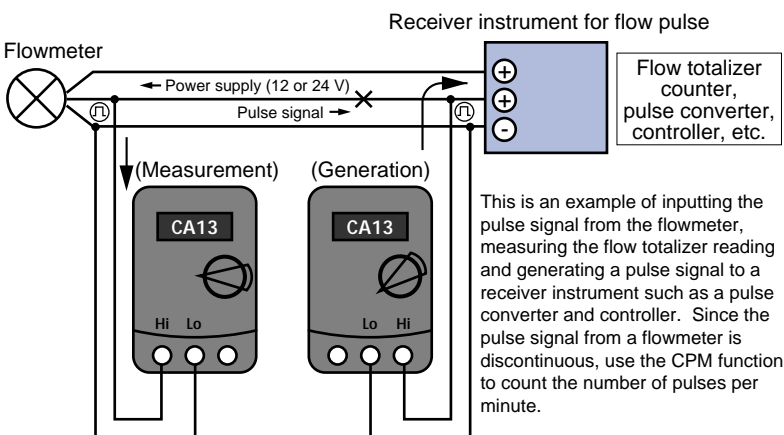 Receiver instrument for flow pulse
Flowmeter
Power supply (12 or 24 V)
Pulse signal
+
+
-
Flow totalizer
counter,
pulse converter,
controller, etc.
(Measurement)
(Generation)
CA13
Hi Lo
CA13
Lo Hi
This is an example of inputting the
pulse signal from the flowmeter,
measuring the flow totalizer reading
and generating a pulse signal to a
receiver instrument such as a pulse
converter and controller.  Since the
pulse signal from a flowmeter is
discontinuous, use the CPM function
to count the number of pulses per
minute.